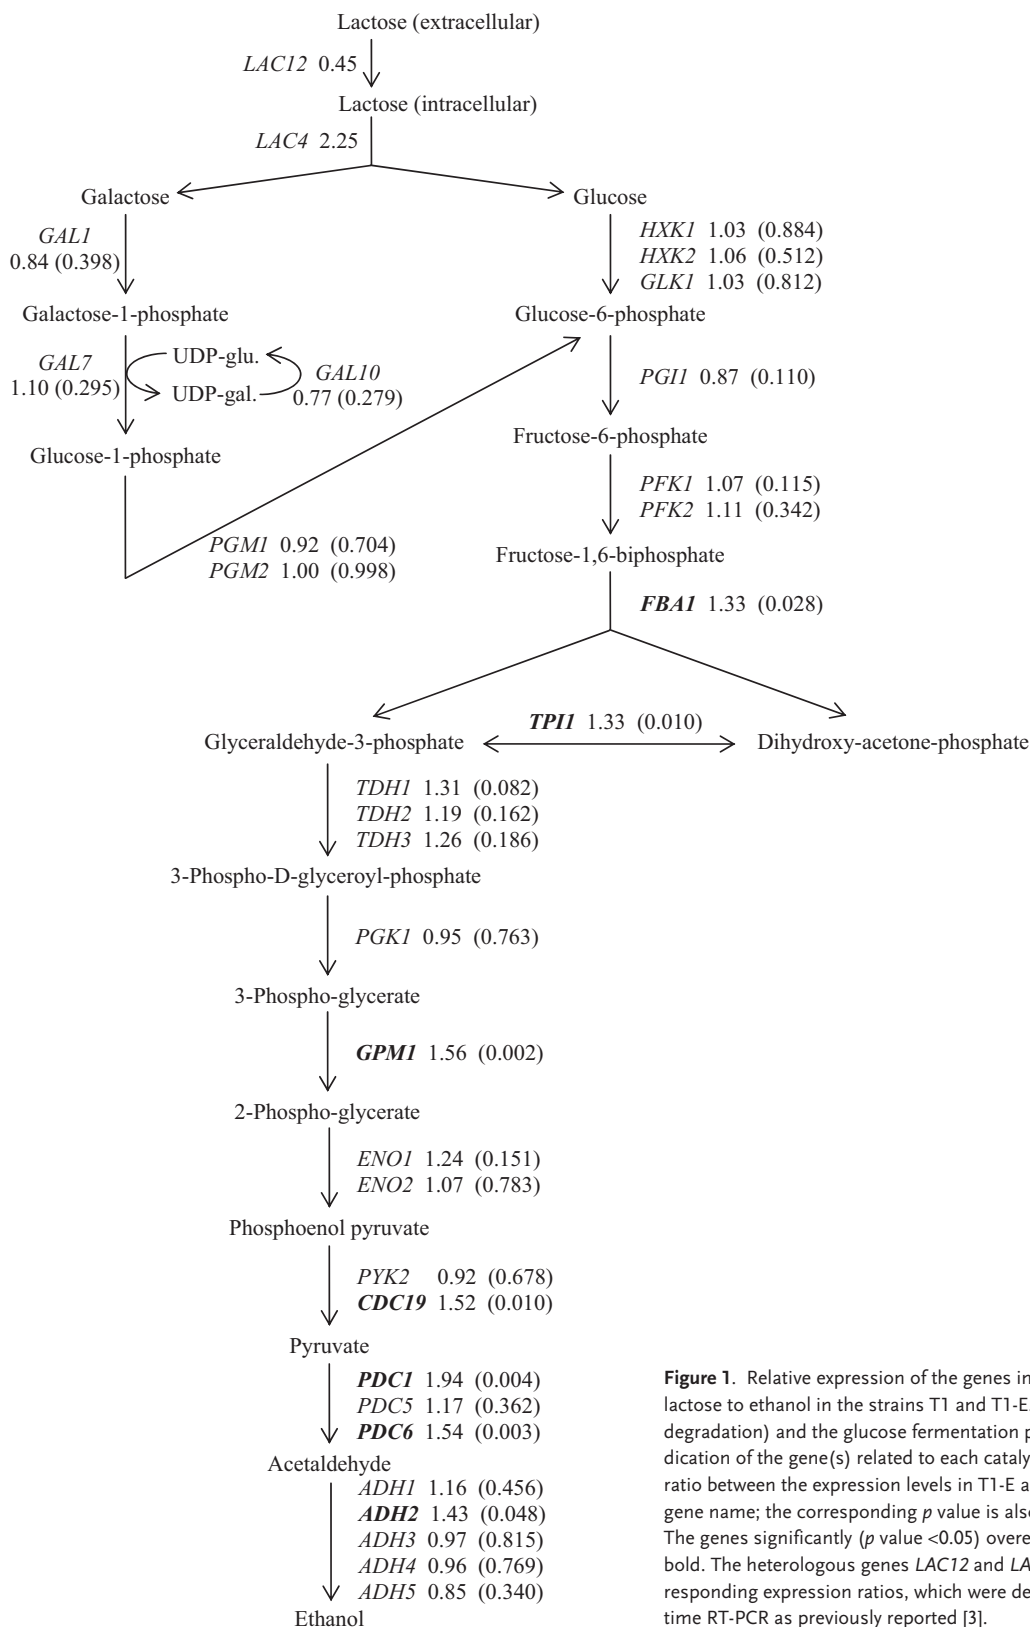 Lactose (extracellular)
LAC12 0.45
Lactose (intracellular)
LAC4 2.25
Galactose
Glucose
GAL1
0.84 (0.398)
HXK1 1.03 (0.884)
HXK2 1.06 (0.512)
GLK1 1.03 (0.812)
Galactose-1-phosphate
Glucose-6-phosphate
GAL7
1.10 (0.295)
UDP-glu.
UDP-gal.
GAL10
0.77 (0.279)
PGI1 0.87 (0.110)
Glucose-1-phosphate
Fructose-6-phosphate
PFK1 1.07 (0.115)
PFK2 1.11 (0.342)
PGM1 0.92 (0.704)
PGM2 1.00 (0.998)
Fructose-1,6-biphosphate
FBA1 1.33 (0.028)
TPI1 1.33 (0.010)
Glyceraldehyde-3-phosphate
Dihydroxy-acetone-phosphate
TDH1 1.31 (0.082)
TDH2 1.19 (0.162)
TDH3 1.26 (0.186)
3-Phospho-D-glyceroyl-phosphate
PGK1 0.95 (0.763)
3-Phospho-glycerate
GPM1 1.56 (0.002)
2-Phospho-glycerate
ENO1 1.24 (0.151)
ENO2 1.07 (0.783)
Phosphoenol pyruvate
PYK2 0.92 (0.678)
CDC19 1.52 (0.010)
Pyruvate
PDC1 1.94 (0.004)
PDC5 1.17 (0.362)
PDC6 1.54 (0.003)
Acetaldehyde
ADH1 1.16 (0.456)
ADH2 1.43 (0.048)
ADH3 0.97 (0.815)
ADH4 0.96 (0.769)
ADH5 0.85 (0.340)
Ethanol
Figure 1. Relative expression of the genes in
lactose to ethanol in the strains T1 and T1-E.
degradation) and the glucose fermentation p
dication of the gene(s) related to each cataly
ratio between the expression levels in T1-E a
gene name; the corresponding p value is also
The genes significantly (p value <0.05) overe
bold. The heterologous genes LAC12 and LA
responding expression ratios, which were de
time RT-PCR as previously reported [3].